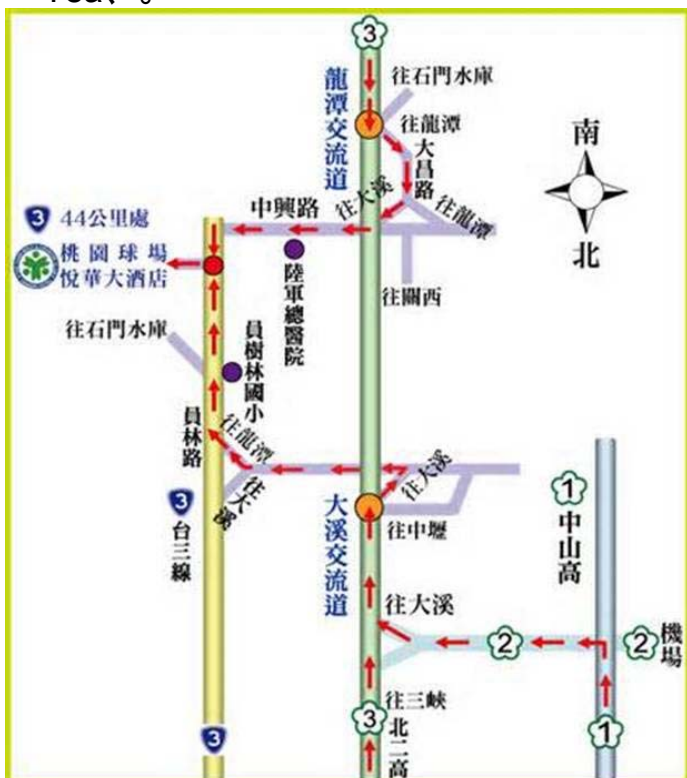 3
往石門水庫
龍潭交流道
往龍潭
大昌路
南
北
3 44公里處
中興路
往大溪
往龍潭
桃園球場
悅華大酒店
陸軍總醫院
往關西
往石門水庫
員樹林國小
員林路
往龍潭
往大溪
往大溪
3
台三線
大溪交流道
往中壢
1
中山高
往大溪
2
2
機場
往三峽
3
北二高
1
3